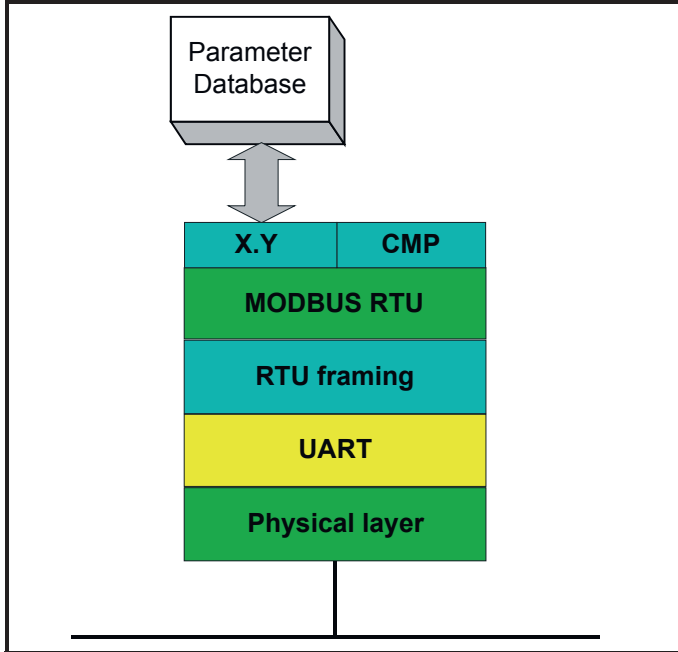 Parameter
Database
X.Y CMP
MODBUS RTU
RTU framing
UART
Physical layer